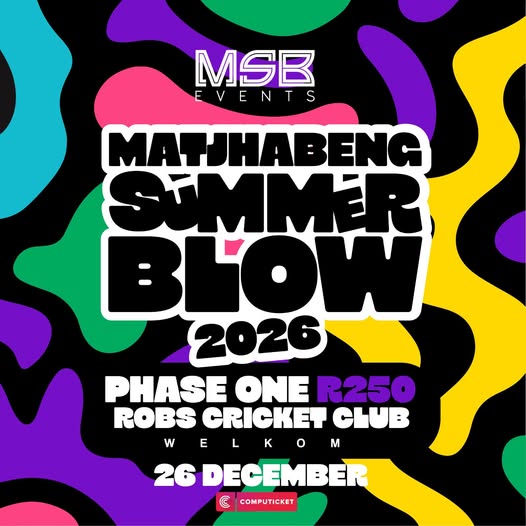 MSB
EVENTS
MATJHABENG
SUMMER
BLOW
2026
PHASE ONE R250
ROBS CRICKET CLUB
WELKOM
26 DECEMBER
COMPUTICKET